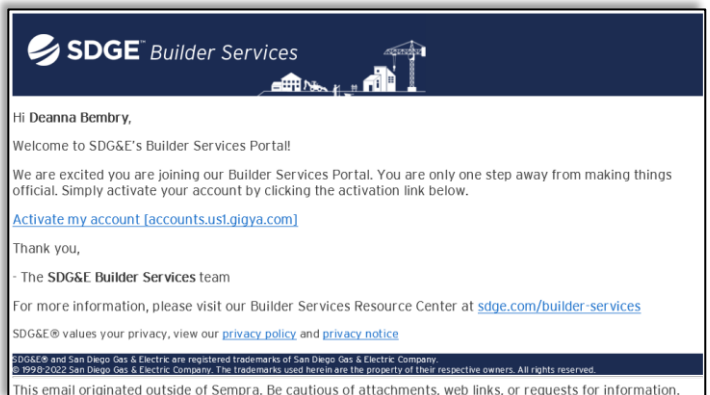 SDGE™ Builder Services
Hi Deanna Bembry,
Welcome to SDG&E's Builder Services Portal!
We are excited you are joining our Builder Services Portal. You are only one step away from making things
official. Simply activate your account by clicking the activation link below.
Activate my account [accounts.us1.gigya.com]
Thank you,
- The SDG&E Builder Services team
For more information, please visit our Builder Services Resource Center at sdge.com/builder-services
SDG&E® values your privacy, view our privacy policy and privacy notice
SDG&E® and San Diego Gas & Electric are registered trademarks of San Diego Gas & Electric Company.
© 1998-2022 San Diego Gas & Electric Company. The trademarks used herein are the property of their respective owners. All rights reserved.
This email originated outside of Sempra. Be cautious of attachments, web links, or requests for information.